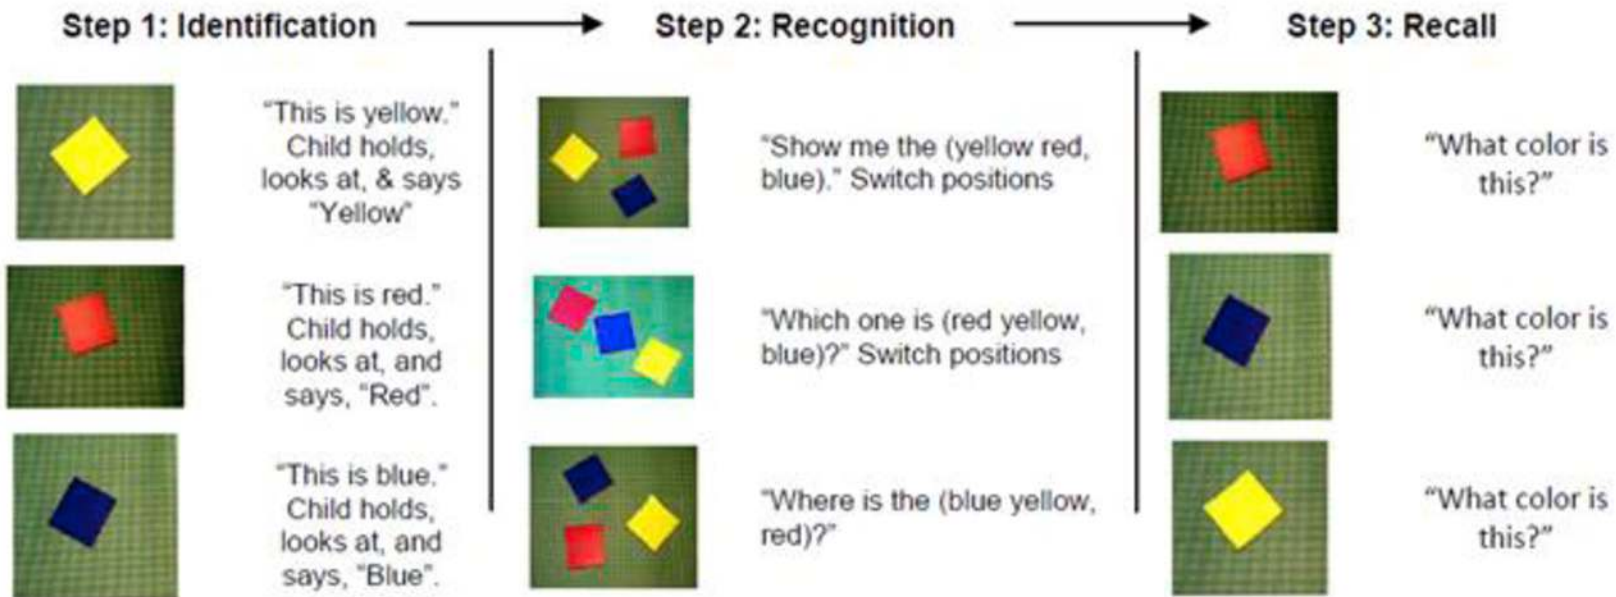 Step 1: Identification
Step 2: Recognition
Step 3: Recall
"This is yellow."
Child holds,
looks at, & says
"Yellow"
"This is red."
Child holds,
looks at, and
says, "Red".
"This is blue."
Child holds,
looks at, and
says, "Blue".
"Show me the (yellow red,
blue)." Switch positions
"Which one is (red yellow,
blue)?" Switch positions
"Where is the (blue yellow,
red)?"
"What color is
this?"
"What color is
this?"
"What color is
this?"